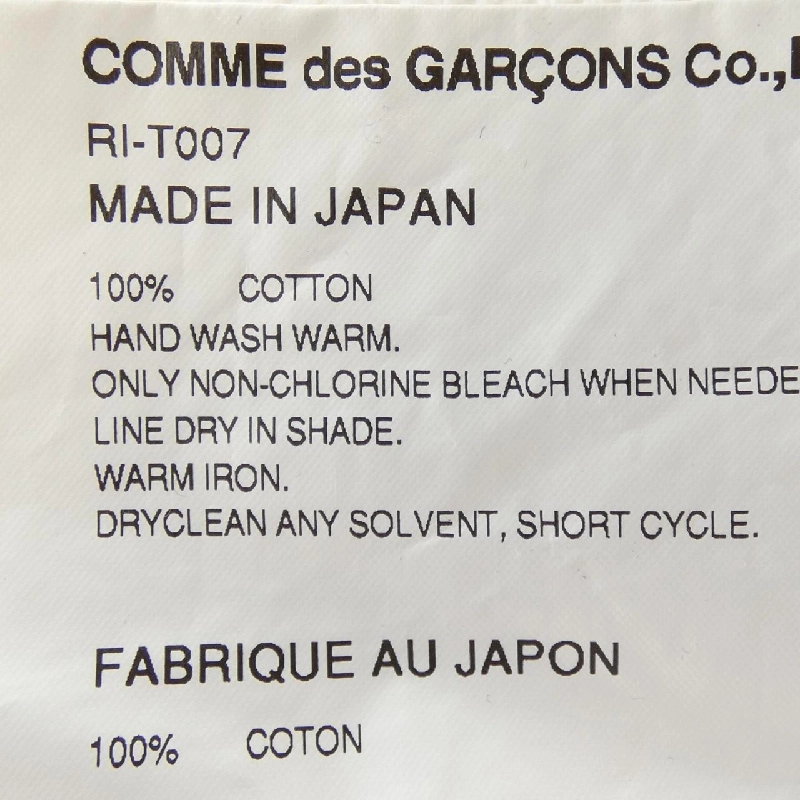 COMME des GARÇONS Co.,
RI-T007
MADE IN JAPAN
100% COTTON
HAND WASH WARM.
ONLY NON-CHLORINE BLEACH WHEN NEEDE
LINE DRY IN SHADE.
WARM IRON.
DRYCLEAN ANY SOLVENT, SHORT CYCLE.
FABRIQUE AU JAPON
100% COTON